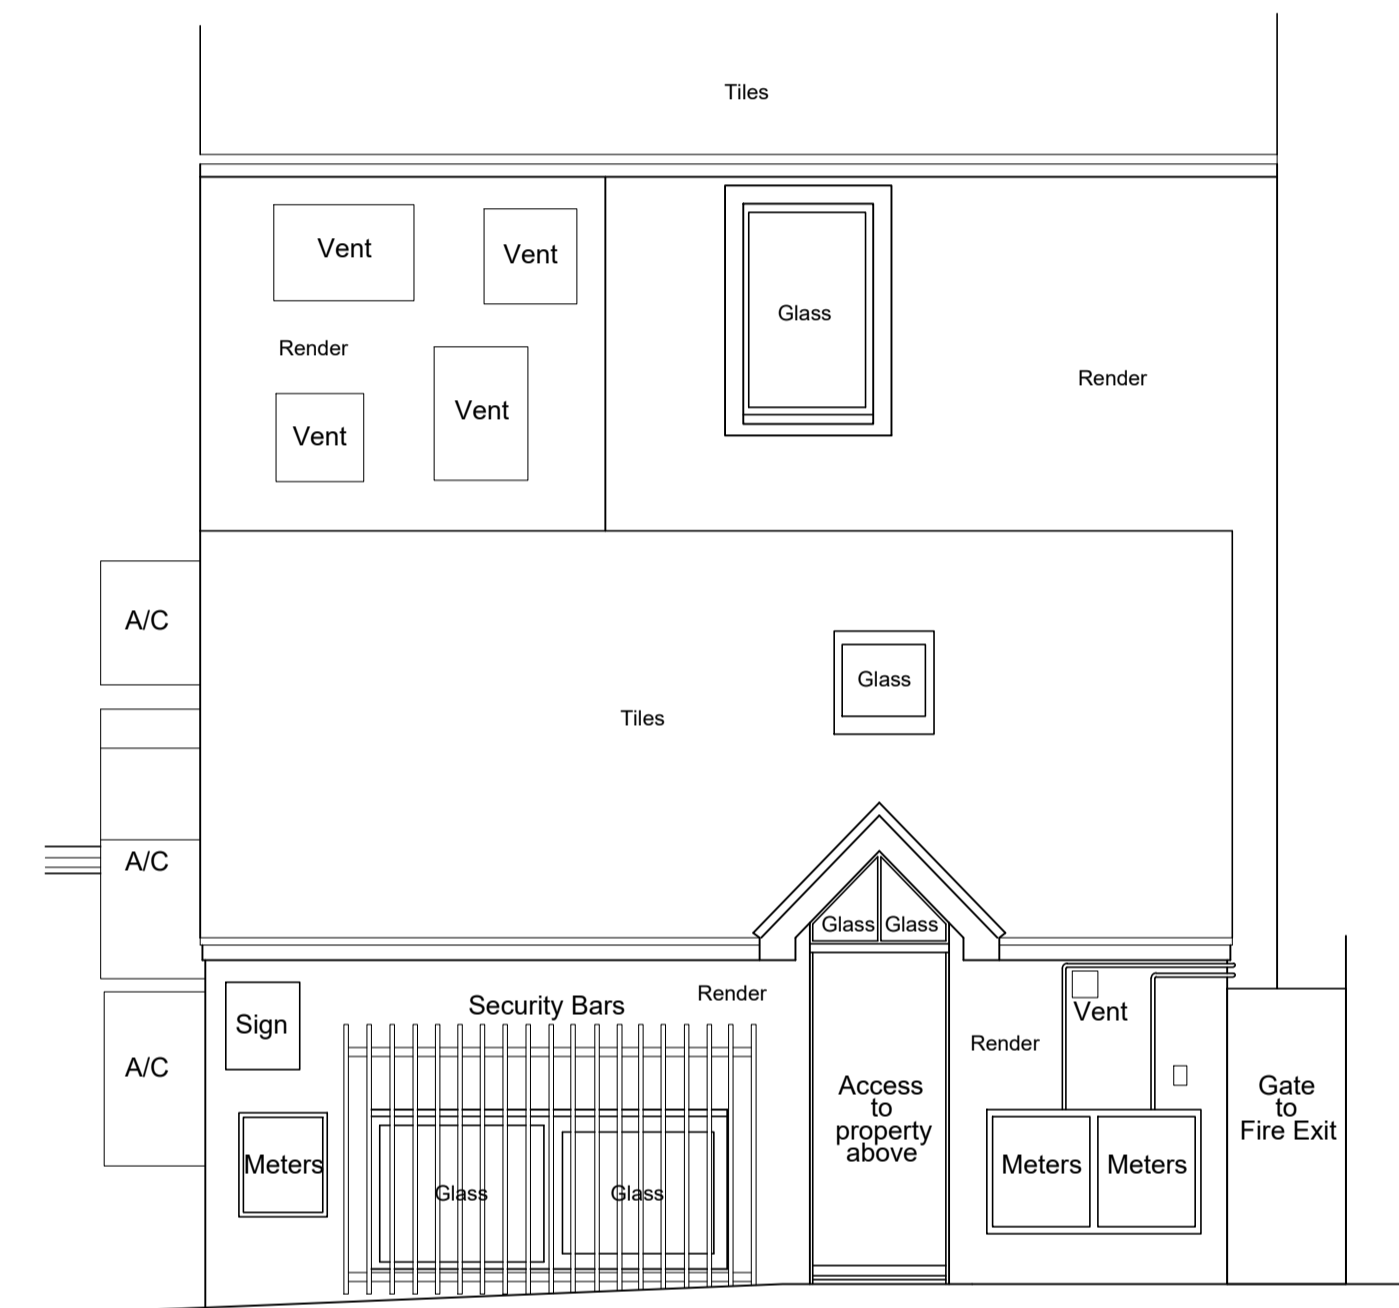 Tiles
Vent
Vent
Glass
Render
Render
Vent
Vent
A/C
Glass
Tiles
A/C
Glass
Glass
Render
Security Bars
Sign
Vent
Render
A/C
Access
to
property
above
Gate
to
Fire Exit
Meters
Meters
Meters
Glass
Glass